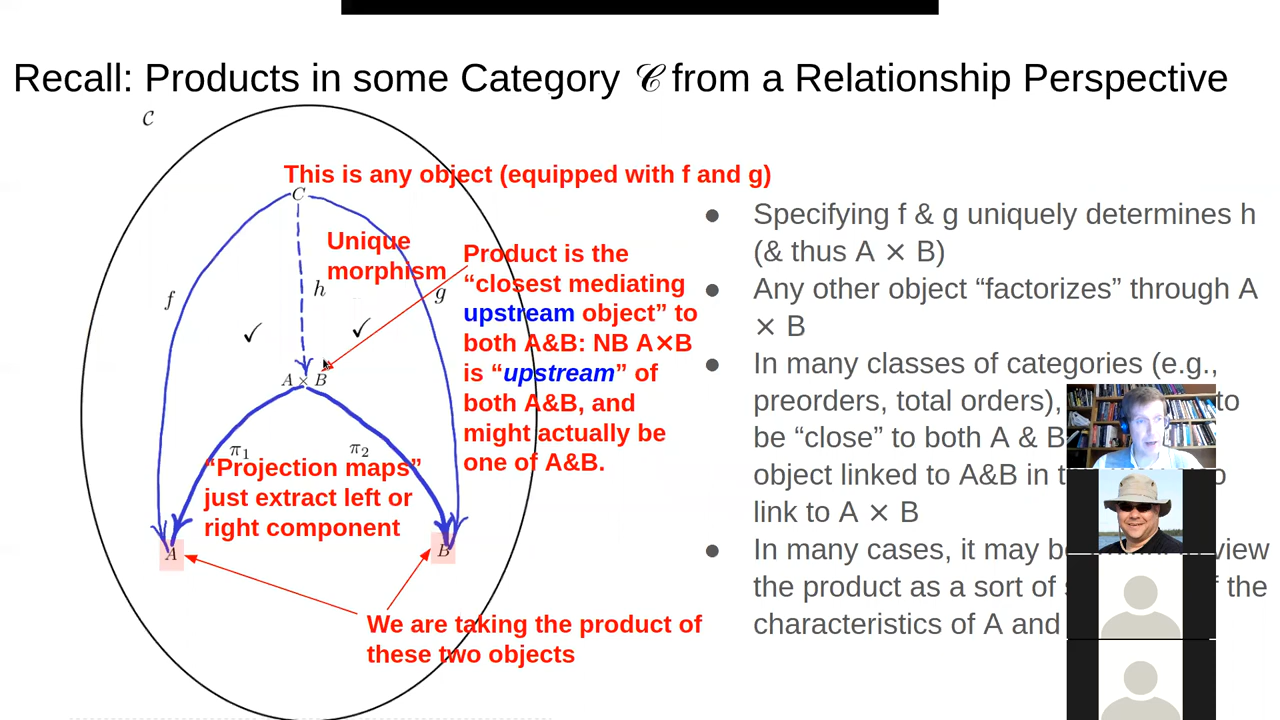 Recall: Products in some Category 𝒞 from a Relationship Perspective
𝒞
This is any object (equipped with f and g)
C
Unique
morphism
h
f
g
Product is the
“closest mediating
upstream object” to
both A&B: NB A×B
is “upstream” of
both A&B, and
might actually be
one of A&B.
✓
✓
A × B
π₁
π₂
“Projection maps”
just extract left or
right component
A
B
We are taking the product of
these two objects
● Specifying f & g uniquely determines h
(& thus A × B)
● Any other object “factorizes” through A
× B
● In many classes of categories (e.g.,
preorders, total orders), to
be “close” to both A & B
object linked to A&B in
link to A × B
● In many cases, it may view
the product as a sort of the
characteristics of A and